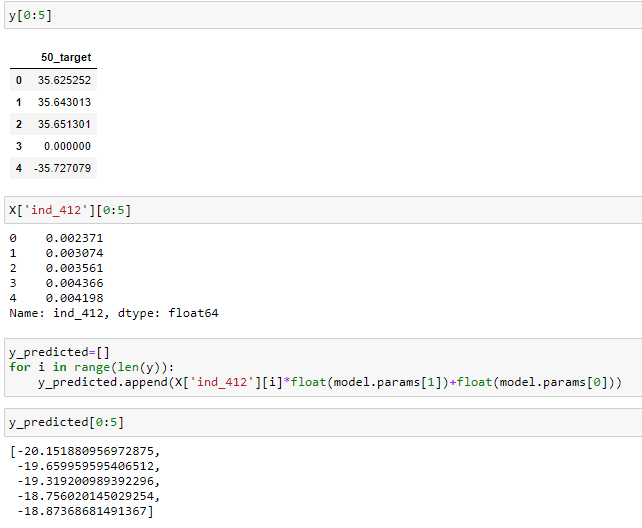 y[0:5]
50_target
0 35.625252
1 35.643013
2 35.651301
3 0.000000
4 -35.727079
X['ind_412'][0:5]
0 0.002371
1 0.003074
2 0.003561
3 0.004366
4 0.004198
Name: ind_412, dtype: float64
y_predicted=[]
for i in range(len(y)):
    y_predicted.append(X['ind_412'][i]*float(model.params[1])+float(model.params[0]))
y_predicted[0:5]
[-20.151880956972875,
 -19.659959595406512,
 -19.319200989392296,
 -18.756020145029254,
 -18.87368681491367]